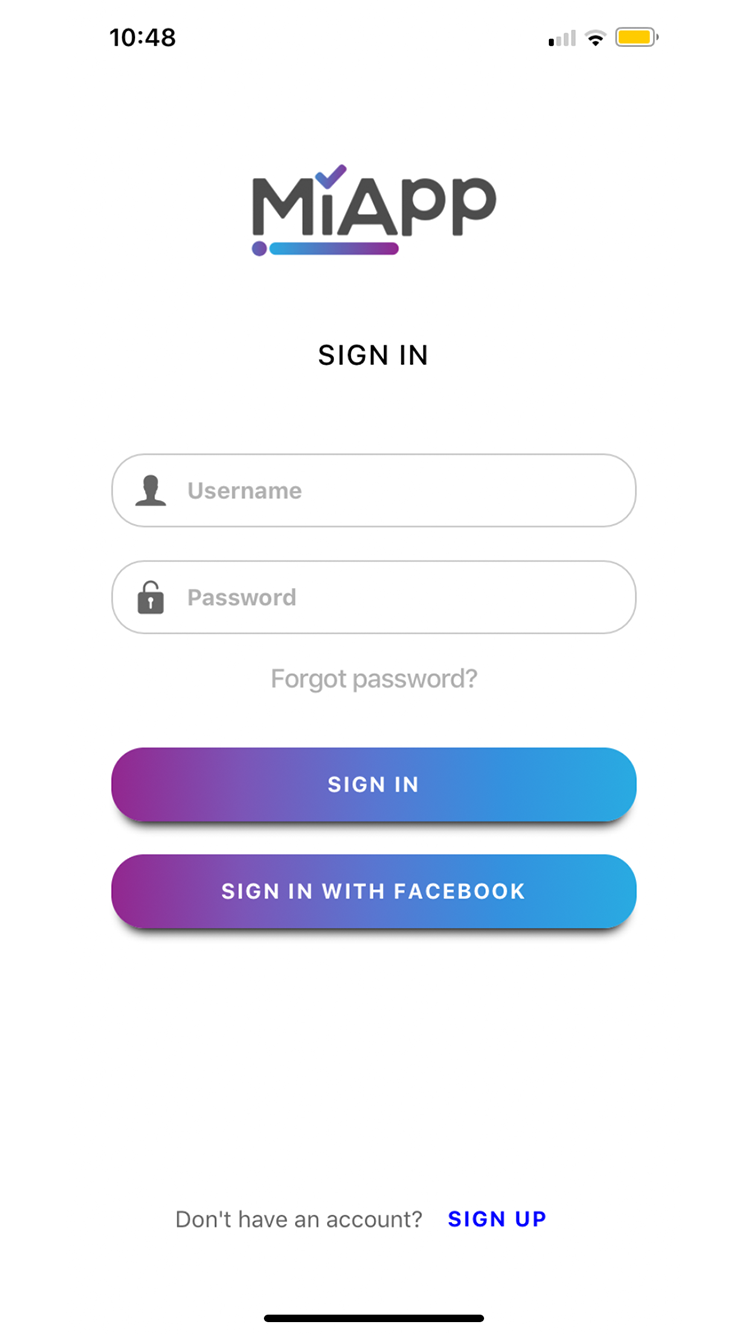 10:48
MiApp
SIGN IN
Username
Password
Forgot password?
SIGN IN
SIGN IN WITH FACEBOOK
Don't have an account? SIGN UP